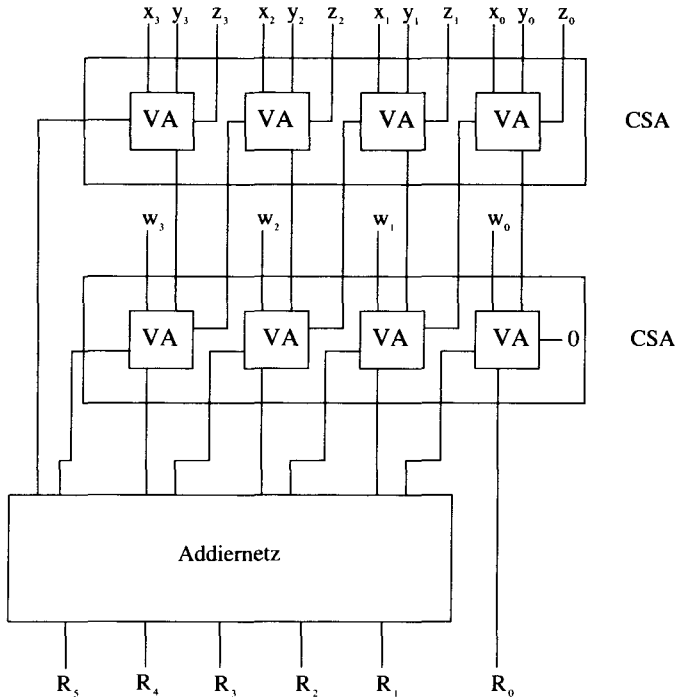 x₃ y₃ z₃ x₂ y₂ z₂ x₁ y₁ z₁ x₀ y₀ z₀
VA VA VA VA CSA
w₃ w₂ w₁ w₀
VA VA VA VA 0 CSA
Addiernetz
R₅ R₄ R₃ R₂ R₁ R₀